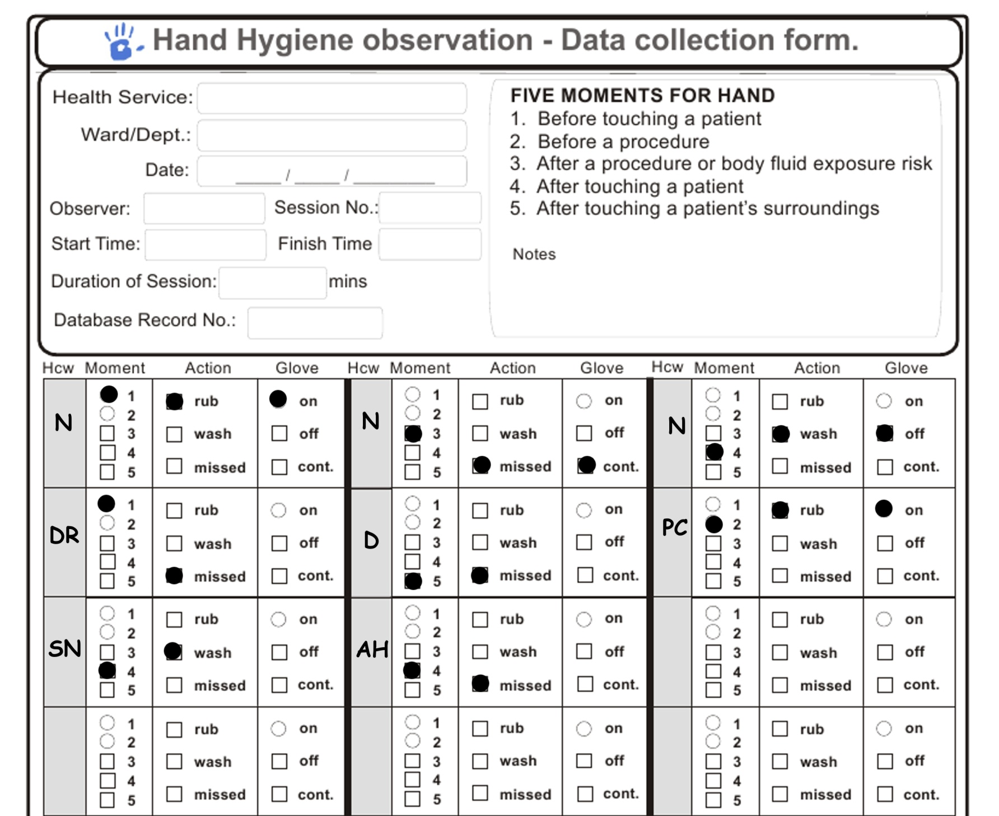 Hand Hygiene observation - Data collection form.
Health Service:
Ward/Dept.:
Date: _____ / _____ / _________
Observer: Session No.:
Start Time: Finish Time
Duration of Session: mins
Database Record No.:
FIVE MOMENTS FOR HAND
1. Before touching a patient
2. Before a procedure
3. After a procedure or body fluid exposure risk
4. After touching a patient
5. After touching a patient’s surroundings
Notes
Hcw Moment Action Glove Hcw Moment Action Glove Hcw Moment Action Glove
N
1
2
3
4
5
rub
wash
missed
on
off
cont.
N
1
2
3
4
5
rub
wash
missed
on
off
cont.
N
1
2
3
4
5
rub
wash
missed
on
off
cont.
DR
1
2
3
4
5
rub
wash
missed
on
off
cont.
D
1
2
3
4
5
rub
wash
missed
on
off
cont.
PC
1
2
3
4
5
rub
wash
missed
on
off
cont.
SN
1
2
3
4
5
rub
wash
missed
on
off
cont.
AH
1
2
3
4
5
rub
wash
missed
on
off
cont.
1
2
3
4
5
rub
wash
missed
on
off
cont.
1
2
3
4
5
rub
wash
missed
on
off
cont.
1
2
3
4
5
rub
wash
missed
on
off
cont.
1
2
3
4
5
rub
wash
missed
on
off
cont.